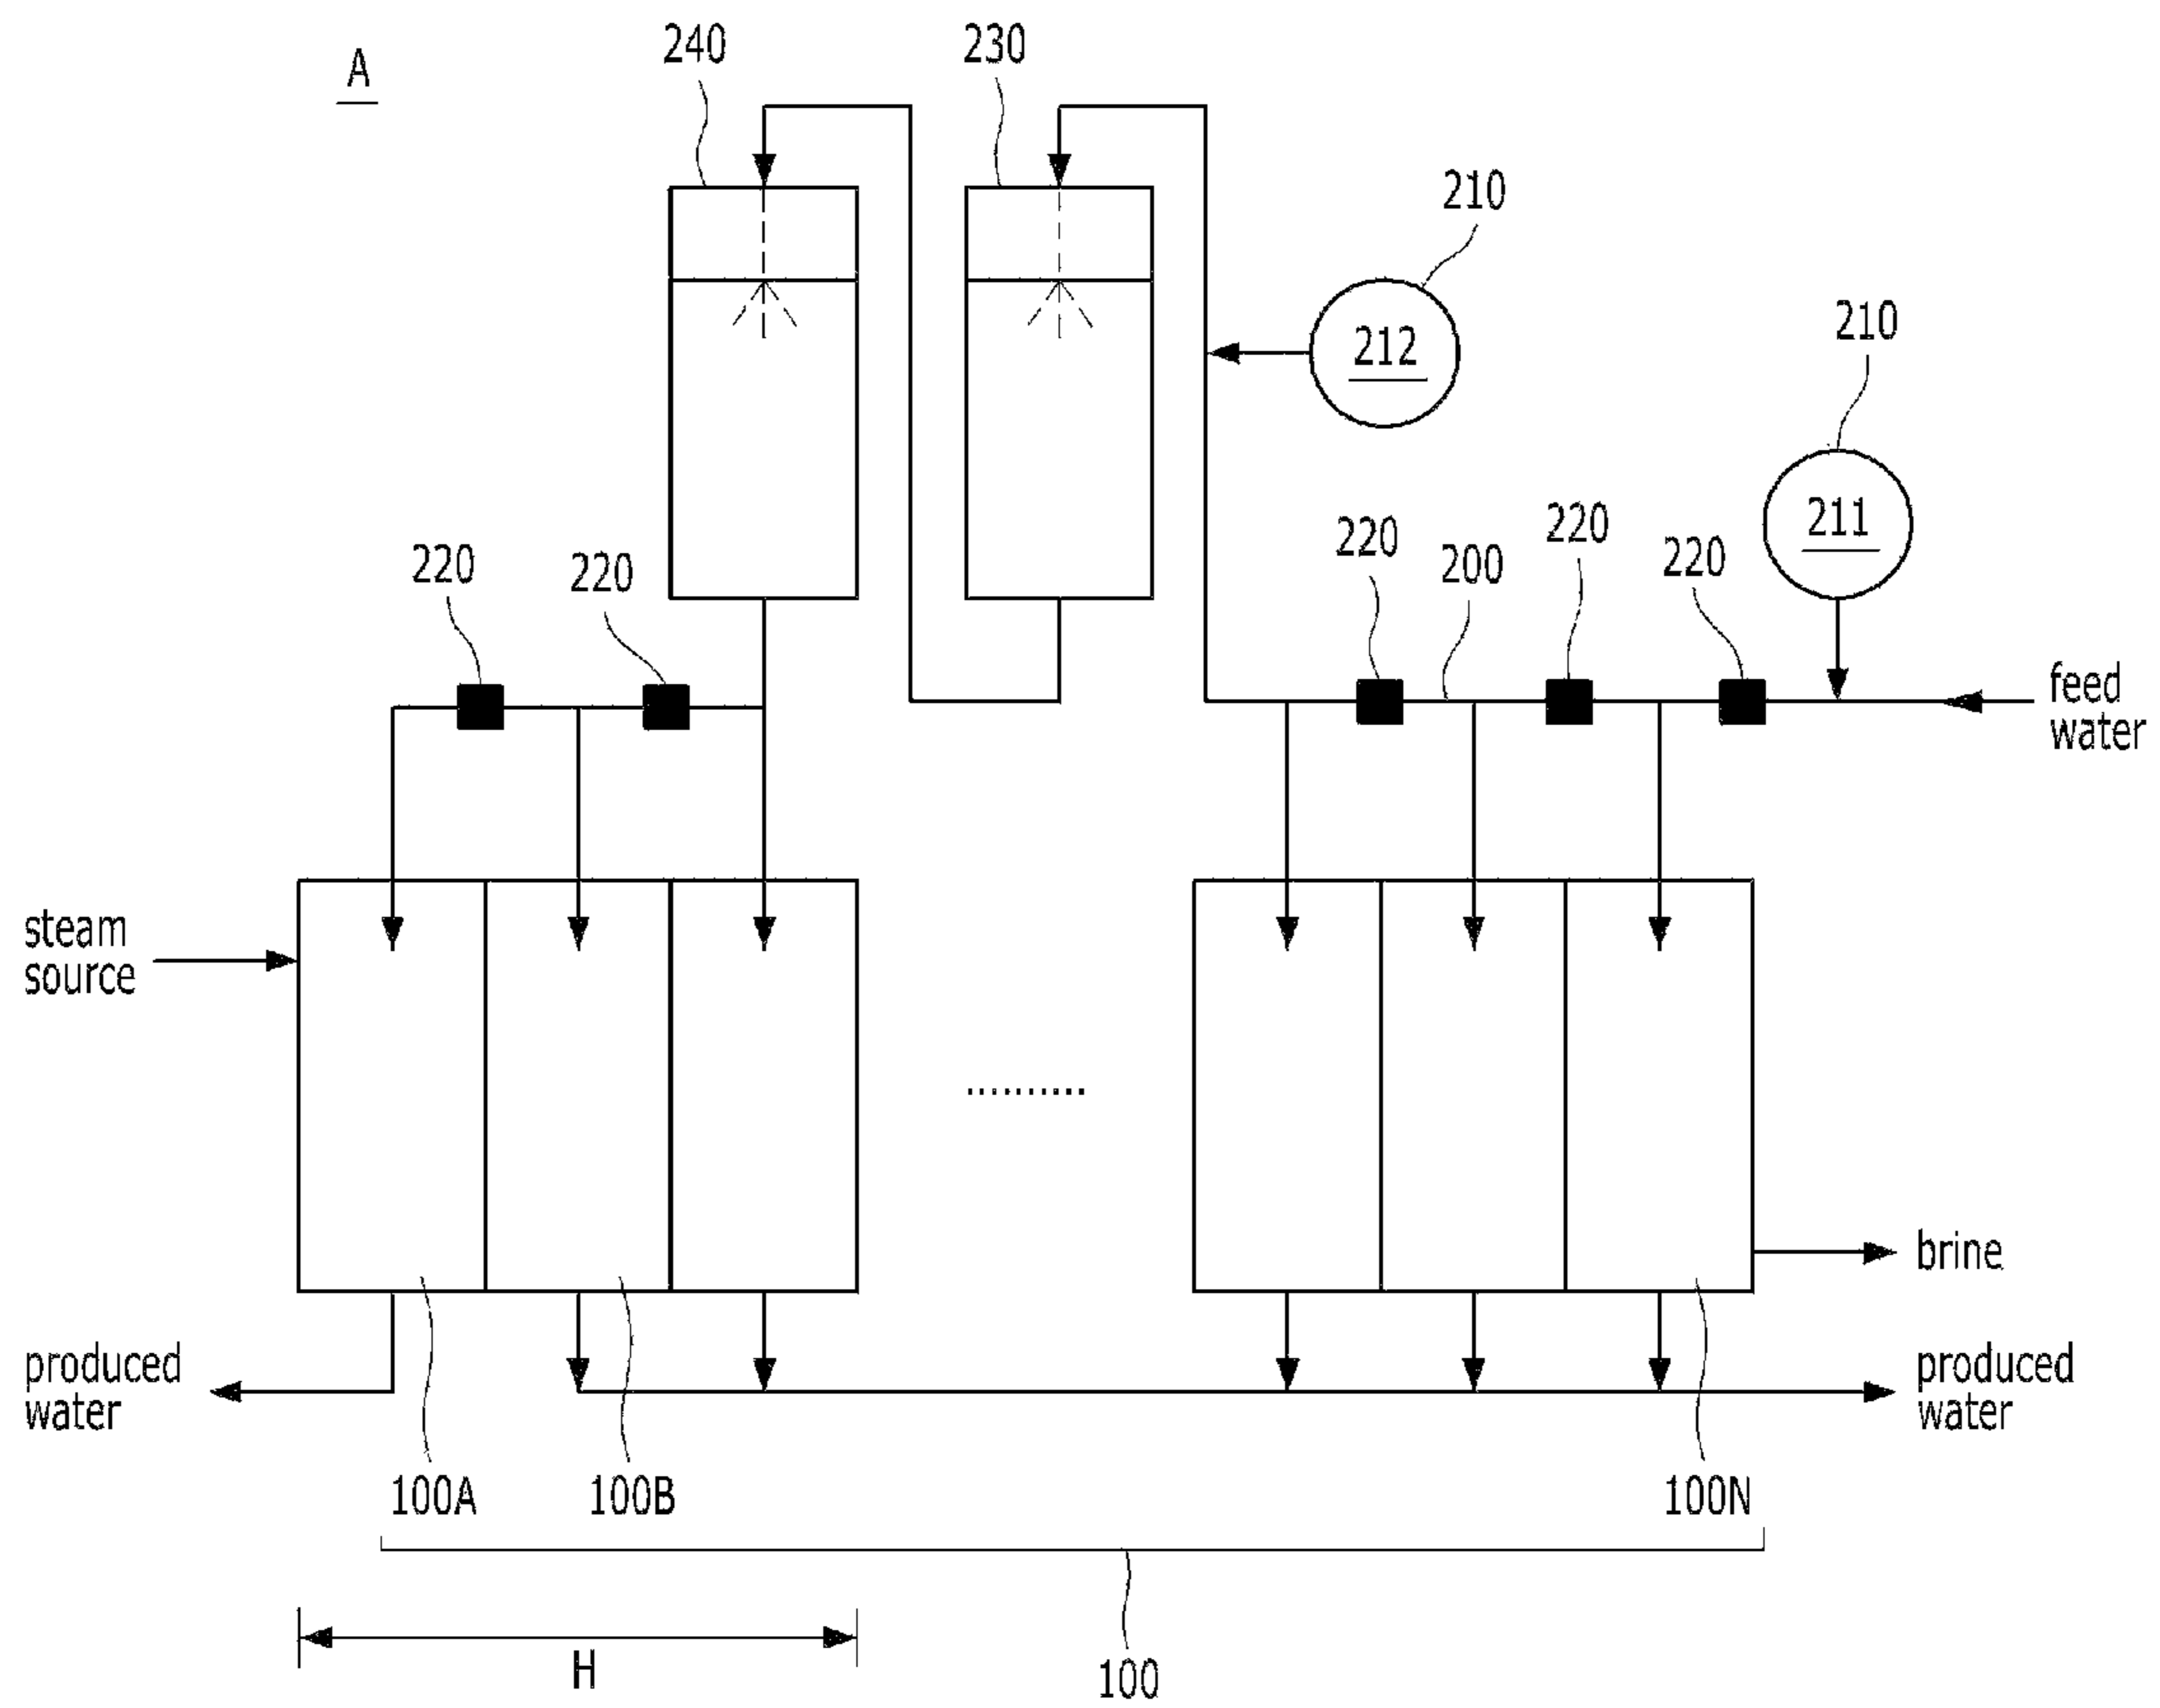 A
240
230
210
212
210
211
220
220
220
200
220
220
feed
water
steam
source
brine
produced
water
produced
water
100A
100B
100N
H
100